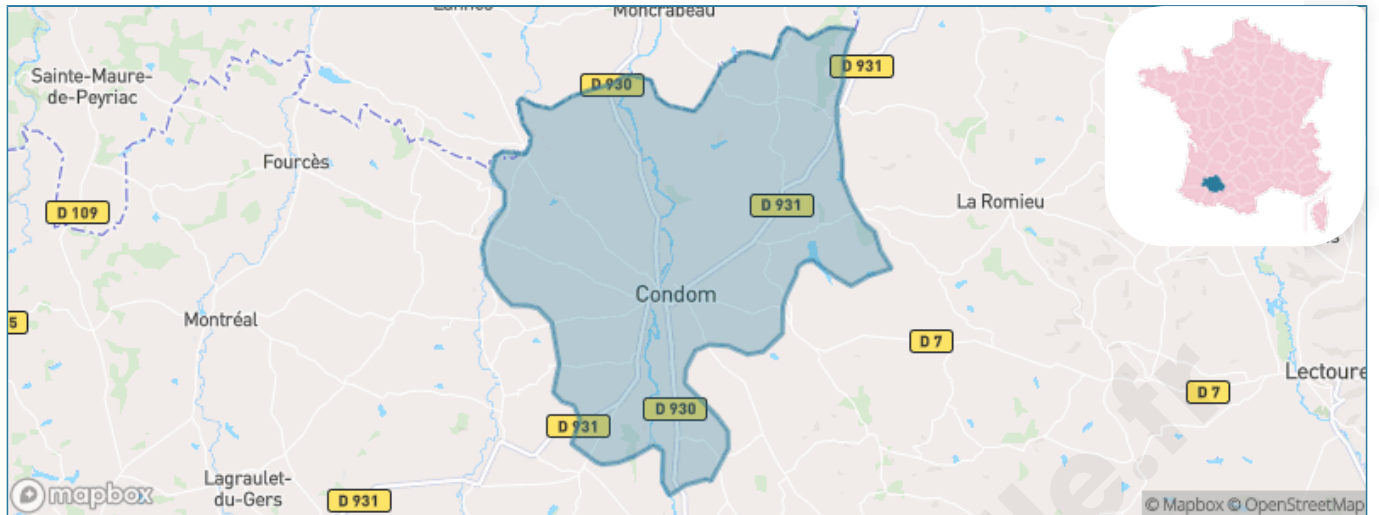 Moncrabeau
Sainte-Maure-
de-Peyriac
D 930
D 931
Fourcès
D 109
D 931
La Romieu
Condom
5
Montréal
D 7
Lectoure
D 7
D 930
D 931
Lagraulet-
du-Gers
D 931
mapbox
© Mapbox © OpenStreetMap